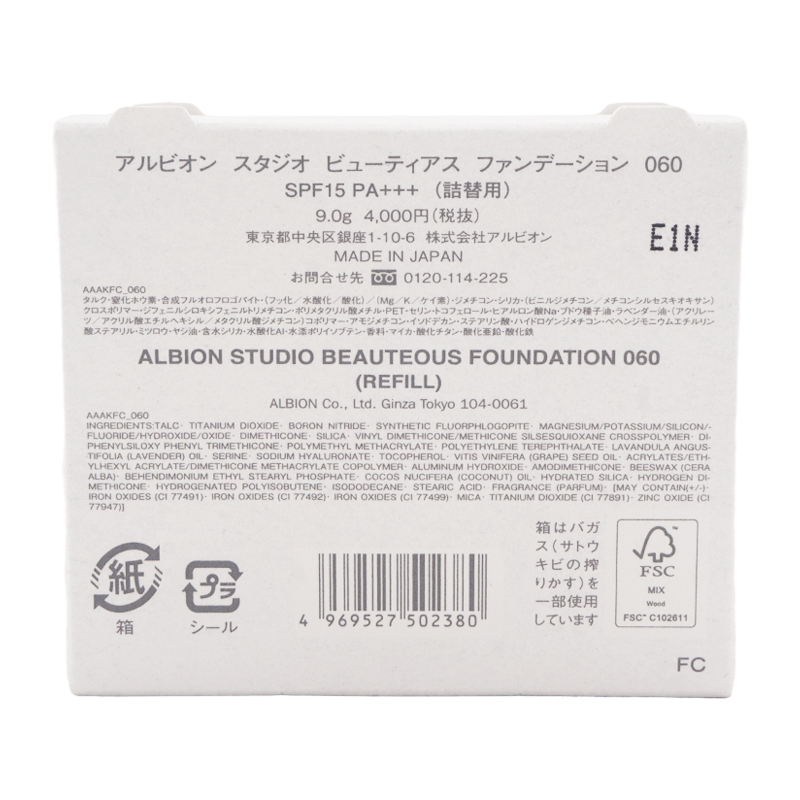 アルビオン スタジオ ビューティアス ファンデーション 060
SPF15 PA+++ (詰替用)
9.0g 4,000円(税抜)
東京都中央区銀座1-10-6 株式会社アルビオン
E1N
MADE IN JAPAN
お問合せ先 0120-114-225
AAAKFC_060
タルク・窒化ホウ素・合成フルオロフロゴパイト・(フッ化/水酸化/酸化)/(Mg/K/ケイ素)・ジメチコン・シリカ・(ビニルジメチコン/メチコンシルセスキオキサン)
クロスポリマー・ジフェニルシロキシフェニルトリメチコン・ポリメタクリル酸メチル・PET・セリン・トコフェロール・ヒアルロン酸Na・ブドウ種子油・ラベンダー油・(アクリレーツ
/アクリル酸エチルヘキシル/メタクリル酸ジメチコン)コポリマー・アモジメチコン・イソドデカン・ステアリン酸・ハイドロゲンジメチコン・ベヘンジモニウムエチルリン
酸ステアリル・ミツロウ・ヤシ油・含水シリカ・水酸化Al・水添ポリイソブテン・香料・マイカ・酸化チタン・酸化亜鉛・酸化鉄
ALBION STUDIO BEAUTEOUS FOUNDATION 060
(REFILL)
ALBION Co., Ltd. Ginza Tokyo 104-0061
AAAKFC_060
INGREDIENTS:TALC· TITANIUM DIOXIDE· BORON NITRIDE· SYNTHETIC FLUORPHLOGOPITE· MAGNESIUM/POTASSIUM/SILICON/-
FLUORIDE/HYDROXIDE/OXIDE· DIMETHICONE· SILICA· VINYL DIMETHICONE/METHICONE SILSESQUIOXANE CROSSPOLYMER· DI-
PHENYLSILOXY PHENYL TRIMETHICONE· POLYMETHYL METHACRYLATE· POLYETHYLENE TEREPHTHALATE· LAVANDULA ANGUS-
TIFOLIA (LAVENDER) OIL· SERINE· SODIUM HYALURONATE· TOCOPHEROL· VITIS VINIFERA (GRAPE) SEED OIL· ACRYLATES/ETH-
YLHEXYL ACRYLATE/DIMETHICONE METHACRYLATE COPOLYMER· ALUMINUM HYDROXIDE· AMODIMETHICONE· BEESWAX (CERA
ALBA)· BEHENDIMONIUM ETHYL STEARYL PHOSPHATE· COCOS NUCIFERA (COCONUT) OIL· HYDRATED SILICA· HYDROGEN DI-
METHICONE· HYDROGENATED POLYISOBUTENE· ISODODECANE· STEARIC ACID· FRAGRANCE (PARFUM)· [MAY CONTAIN(+/-)·
IRON OXIDES (CI 77491)· IRON OXIDES (CI 77492)· IRON OXIDES (CI 77499)· MICA· TITANIUM DIOXIDE (CI 77891)· ZINC OXIDE (CI
77947)]
紙
箱
プラ
シール
4 969527 502380
箱はバガ
ス(サトウ
キビの搾
りかす)を
一部使用
しています
FSC
MIX
Wood
FSC™ C102611
FC